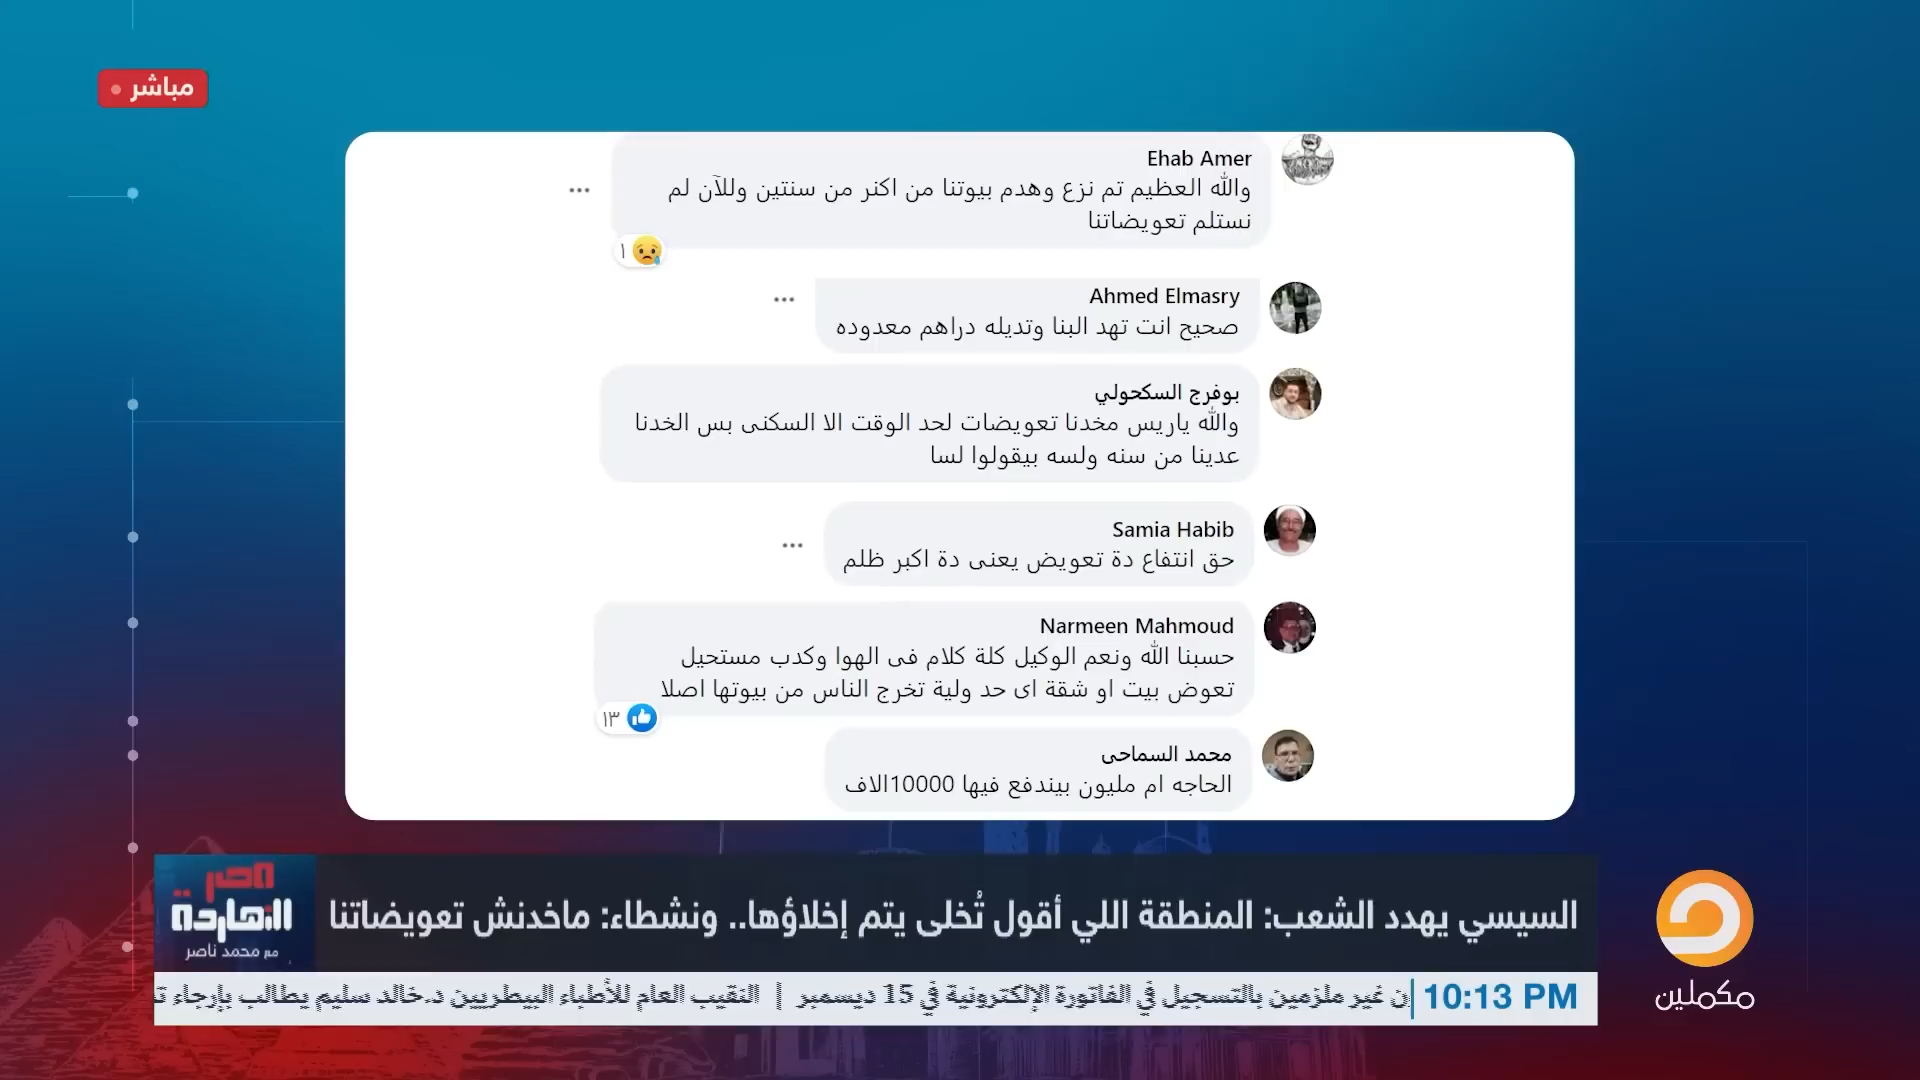 مباشر
Ehab Amer
والله العظيم تم نزع وهدم بيوتنا من اكنر من سنتين وللآن لم
نستلم تعويضاتنا
١
Ahmed Elmasry
صحيح انت تهد البنا وتديله دراهم معدوده
بوفرج السكحولي
والله ياريس مخدنا تعويضات لحد الوقت الا السكنى بس الخدنا
عدينا من سنه ولسه بيقولوا لسا
Samia Habib
حق انتفاع دة تعويض يعنى دة اكبر ظلم
Narmeen Mahmoud
حسبنا الله ونعم الوكيل كلة كلام فى الهوا وكدب مستحيل
تعوض بيت او شقة اى حد ولية تخرج الناس من بيوتها اصلا
١٣
محمد السماحى
الحاجه ام مليون بيندفع فيها 10000الاف
مصر
النهاردة
مع محمد ناصر
السيسي يهدد الشعب: المنطقة اللي أقول تُخلى يتم إخلاؤها.. ونشطاء: ماخدنش تعويضاتنا
10:13 PM
ن غير ملزمين بالتسجيل في الفاتورة الإلكترونية في 15 ديسمبر | النقيب العام للأطباء البيطريين د.خالد سليم يطالب بإرجاء
مكملين